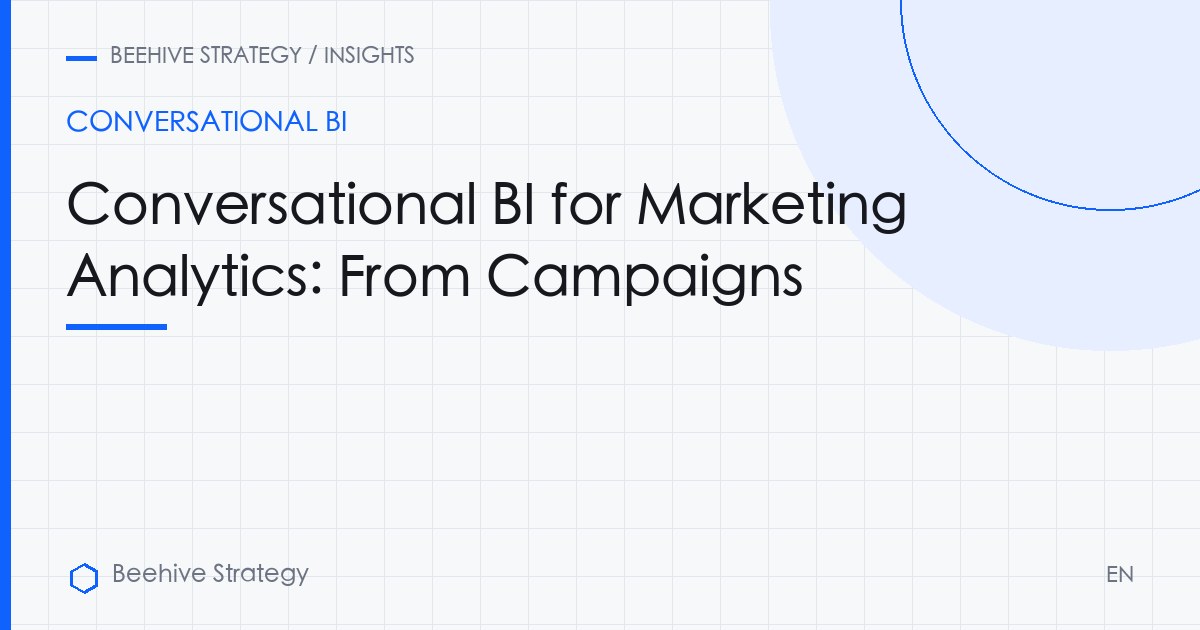 BEEHIVE STRATEGY / INSIGHTS
CONVERSATIONAL BI
Conversational BI for Marketing
Analytics: From Campaigns
Beehive Strategy
EN